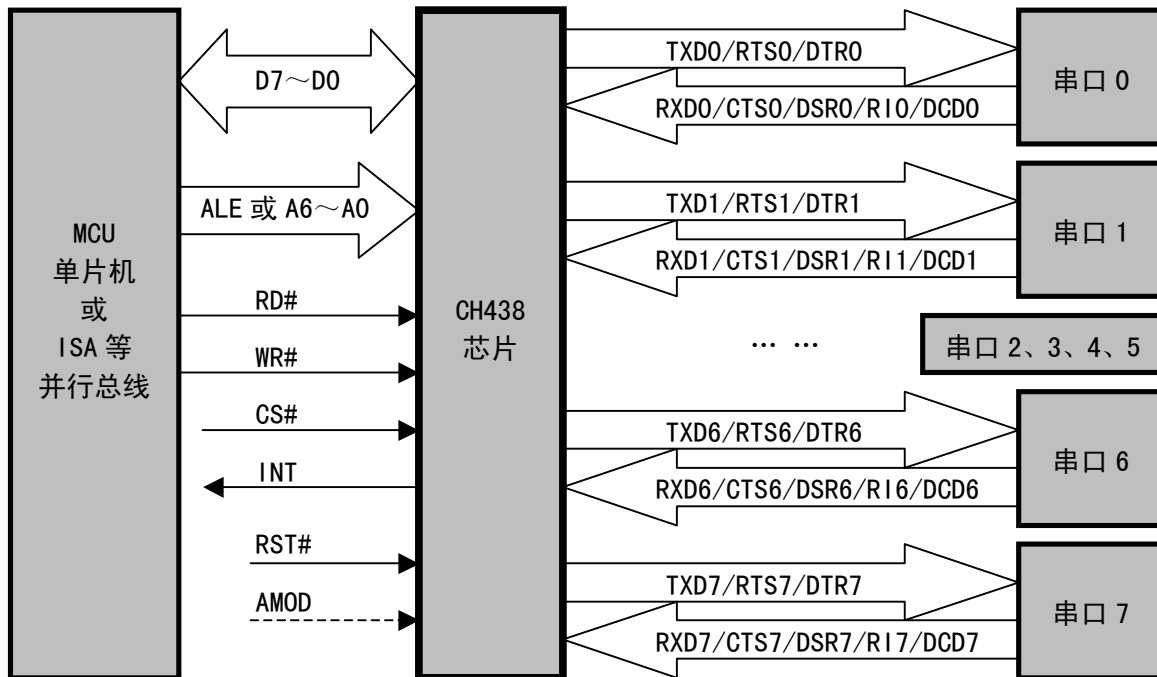 MCU
单片机
或
ISA 等
并行总线
D7～D0
ALE 或 A6～A0
RD#
WR#
CS#
INT
RST#
AMOD
CH438
芯片
TXD0/RTS0/DTR0
RXD0/CTS0/DSR0/RI0/DCD0
串口 0
TXD1/RTS1/DTR1
RXD1/CTS1/DSR1/RI1/DCD1
串口 1
… …
串口 2、3、4、5
TXD6/RTS6/DTR6
RXD6/CTS6/DSR6/RI6/DCD6
串口 6
TXD7/RTS7/DTR7
RXD7/CTS7/DSR7/RI7/DCD7
串口 7